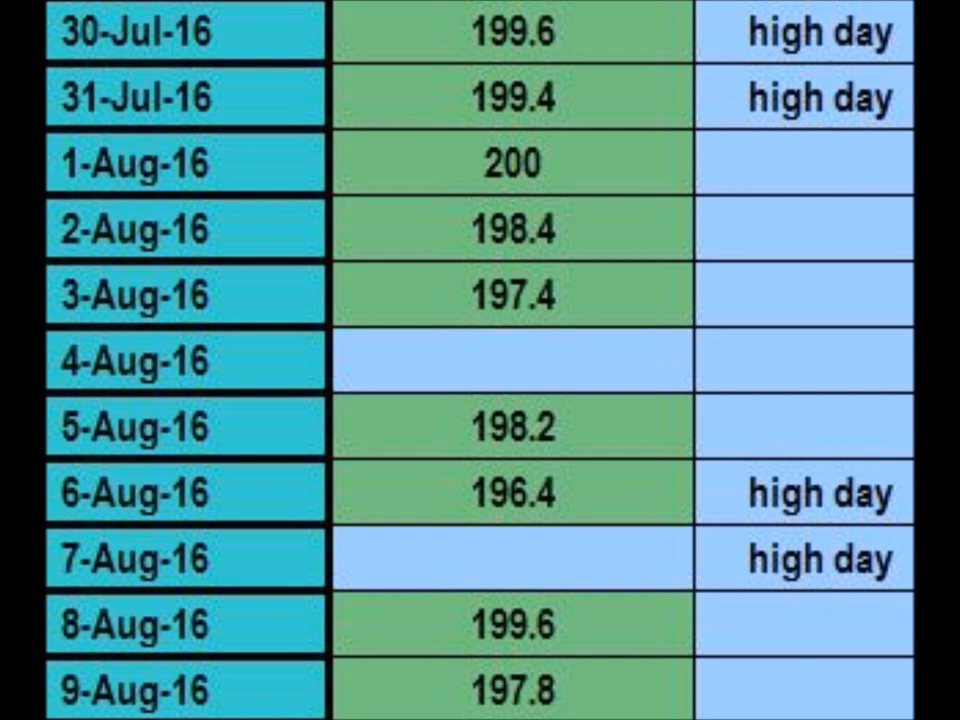 30-Jul-16 199.6 high day
31-Jul-16 199.4 high day
1-Aug-16 200
2-Aug-16 198.4
3-Aug-16 197.4
4-Aug-16
5-Aug-16 198.2
6-Aug-16 196.4 high day
7-Aug-16 high day
8-Aug-16 199.6
9-Aug-16 197.8